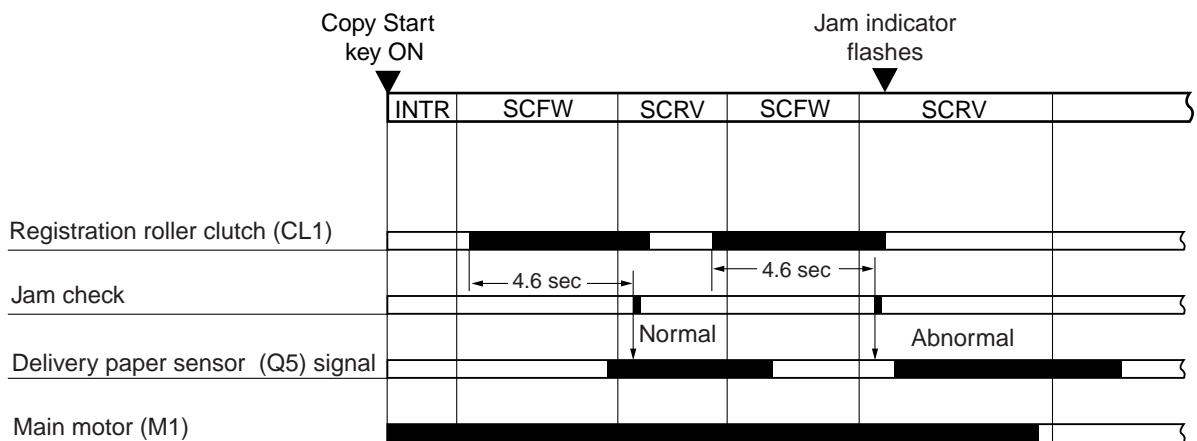 Copy Start
key ON
Jam indicator
flashes
INTR SCFW SCRV SCFW SCRV
Registration roller clutch (CL1)
4.6 sec 4.6 sec
Jam check
Normal Abnormal
Delivery paper sensor (Q5) signal
Main motor (M1)